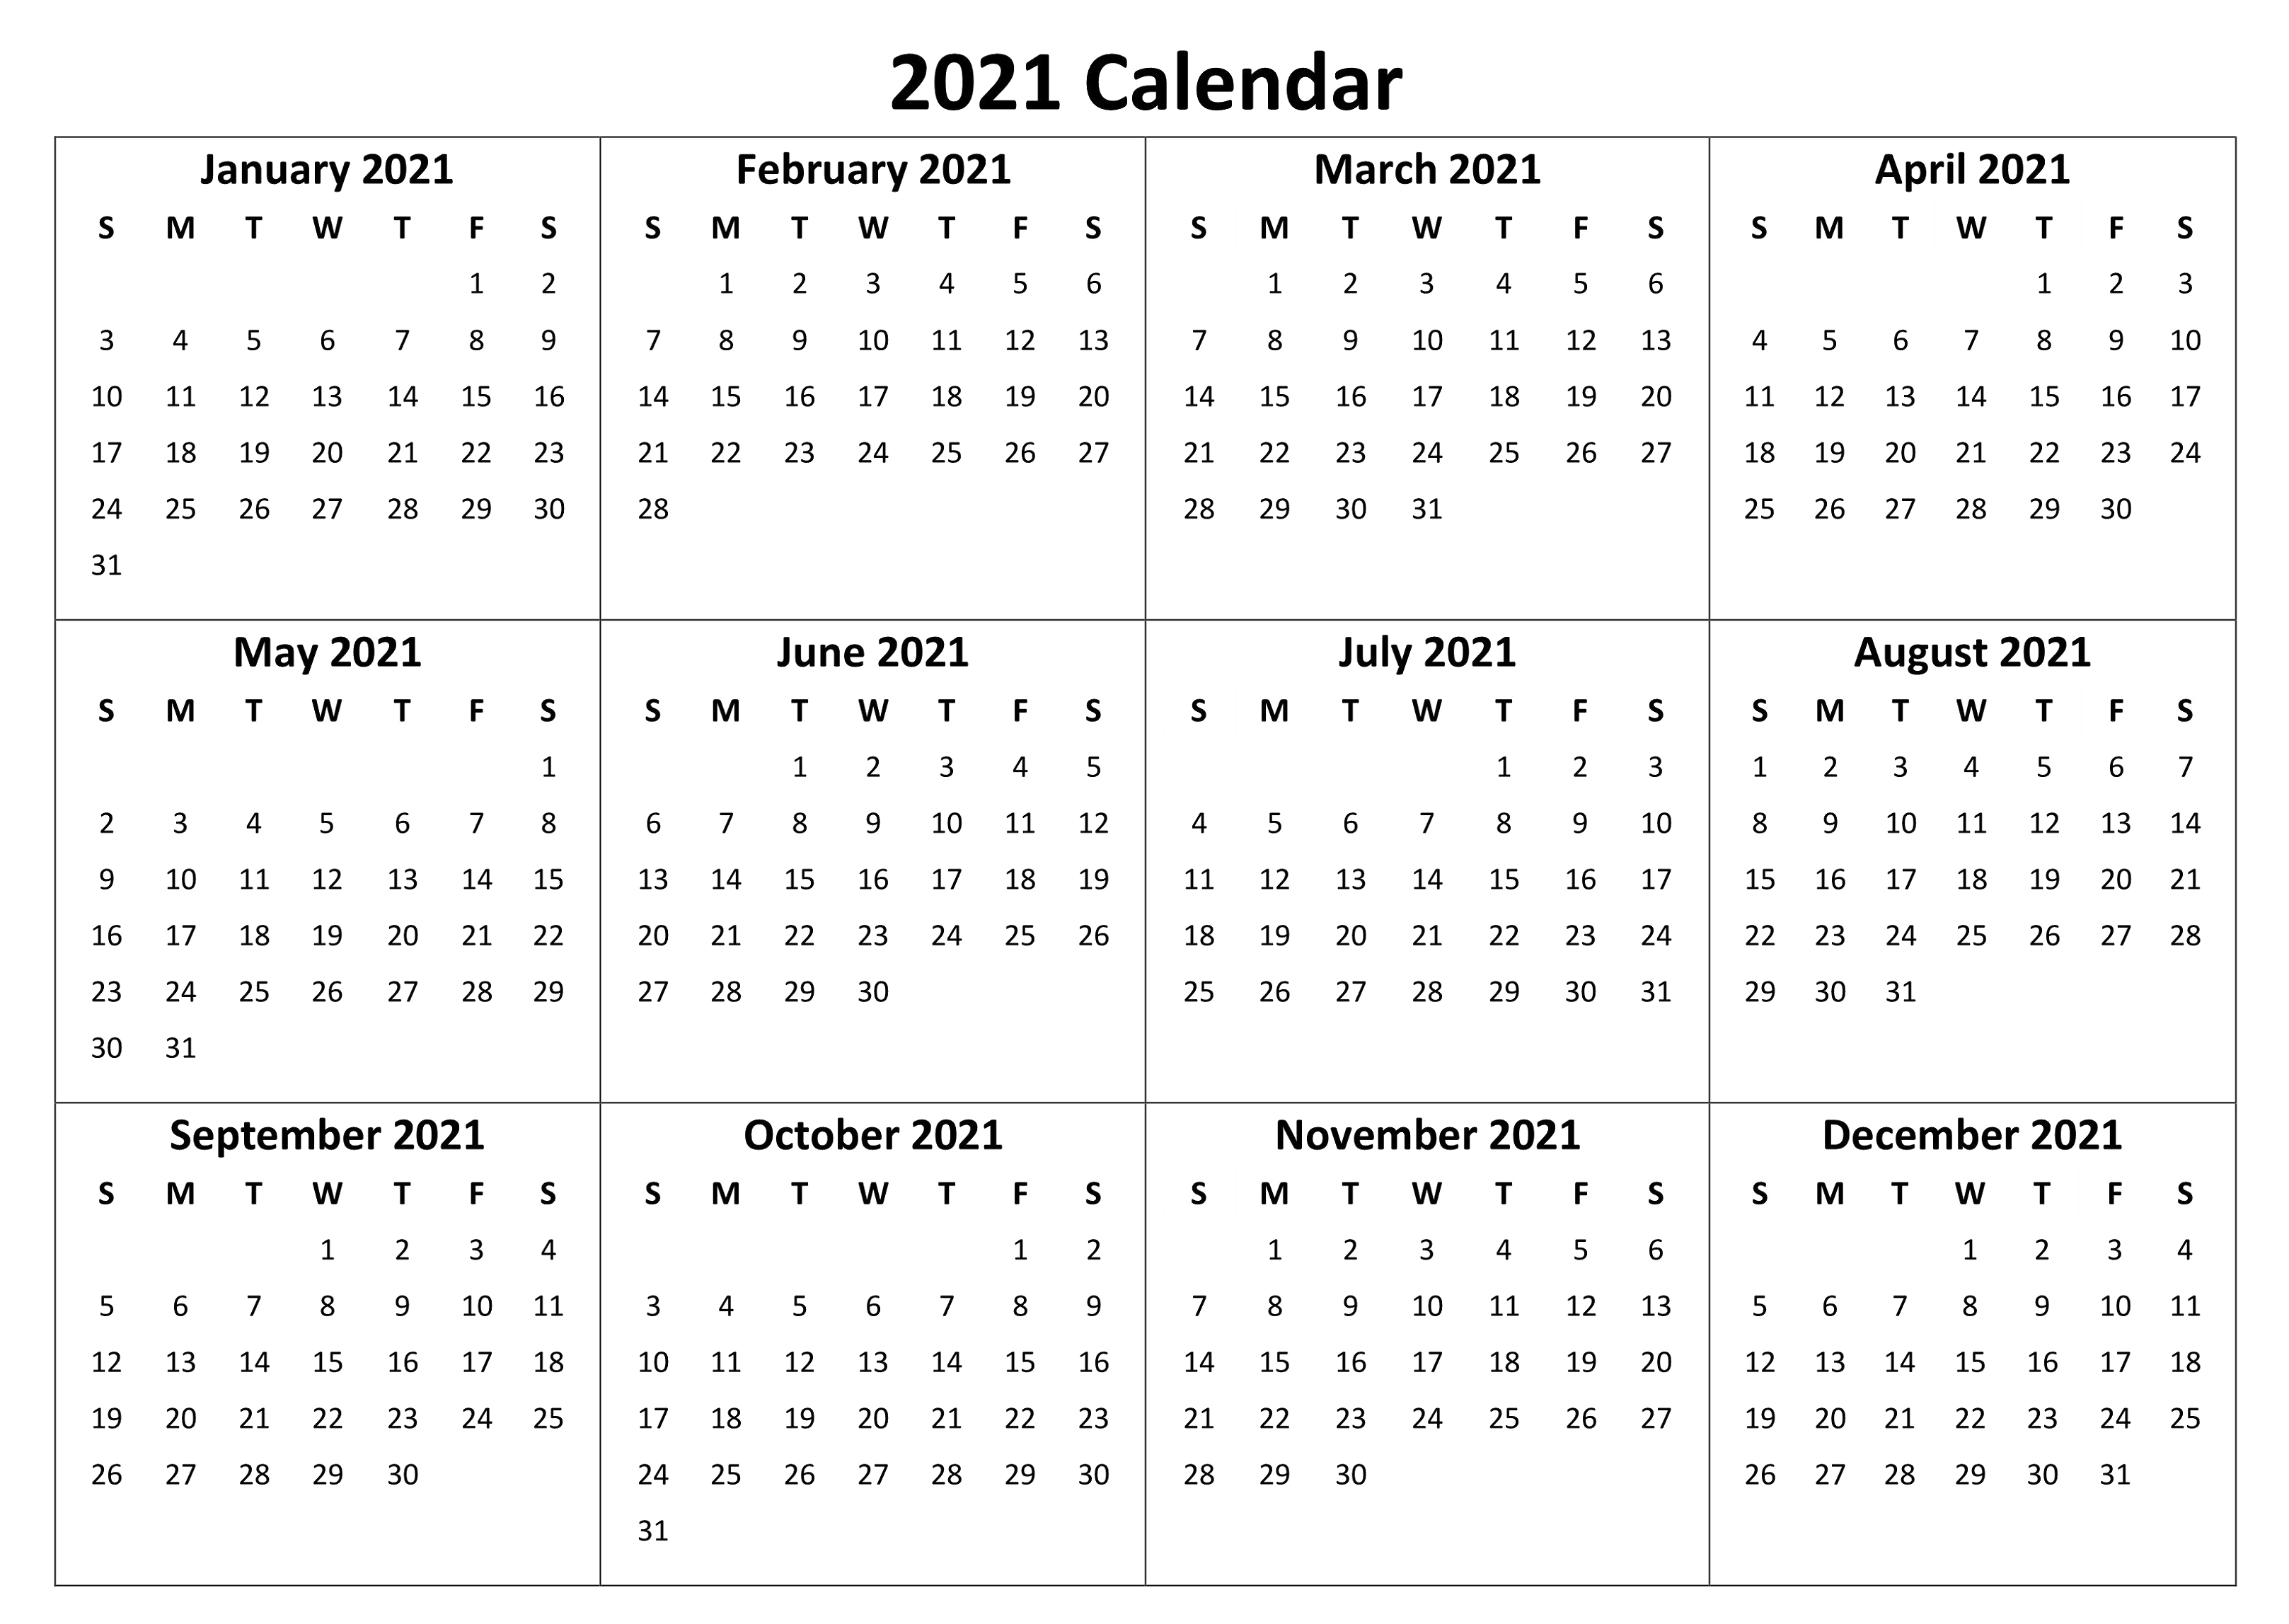 2021 Calendar
January 2021
S M T W T F S
1 2
3 4 5 6 7 8 9
10 11 12 13 14 15 16
17 18 19 20 21 22 23
24 25 26 27 28 29 30
31
February 2021
S M T W T F S
1 2 3 4 5 6
7 8 9 10 11 12 13
14 15 16 17 18 19 20
21 22 23 24 25 26 27
28
March 2021
S M T W T F S
1 2 3 4 5 6
7 8 9 10 11 12 13
14 15 16 17 18 19 20
21 22 23 24 25 26 27
28 29 30 31
April 2021
S M T W T F S
1 2 3
4 5 6 7 8 9 10
11 12 13 14 15 16 17
18 19 20 21 22 23 24
25 26 27 28 29 30
May 2021
S M T W T F S
1
2 3 4 5 6 7 8
9 10 11 12 13 14 15
16 17 18 19 20 21 22
23 24 25 26 27 28 29
30 31
June 2021
S M T W T F S
1 2 3 4 5
6 7 8 9 10 11 12
13 14 15 16 17 18 19
20 21 22 23 24 25 26
27 28 29 30
July 2021
S M T W T F S
1 2 3
4 5 6 7 8 9 10
11 12 13 14 15 16 17
18 19 20 21 22 23 24
25 26 27 28 29 30 31
August 2021
S M T W T F S
1 2 3 4 5 6 7
8 9 10 11 12 13 14
15 16 17 18 19 20 21
22 23 24 25 26 27 28
29 30 31
September 2021
S M T W T F S
1 2 3 4
5 6 7 8 9 10 11
12 13 14 15 16 17 18
19 20 21 22 23 24 25
26 27 28 29 30
October 2021
S M T W T F S
1 2
3 4 5 6 7 8 9
10 11 12 13 14 15 16
17 18 19 20 21 22 23
24 25 26 27 28 29 30
31
November 2021
S M T W T F S
1 2 3 4 5 6
7 8 9 10 11 12 13
14 15 16 17 18 19 20
21 22 23 24 25 26 27
28 29 30
December 2021
S M T W T F S
1 2 3 4
5 6 7 8 9 10 11
12 13 14 15 16 17 18
19 20 21 22 23 24 25
26 27 28 29 30 31